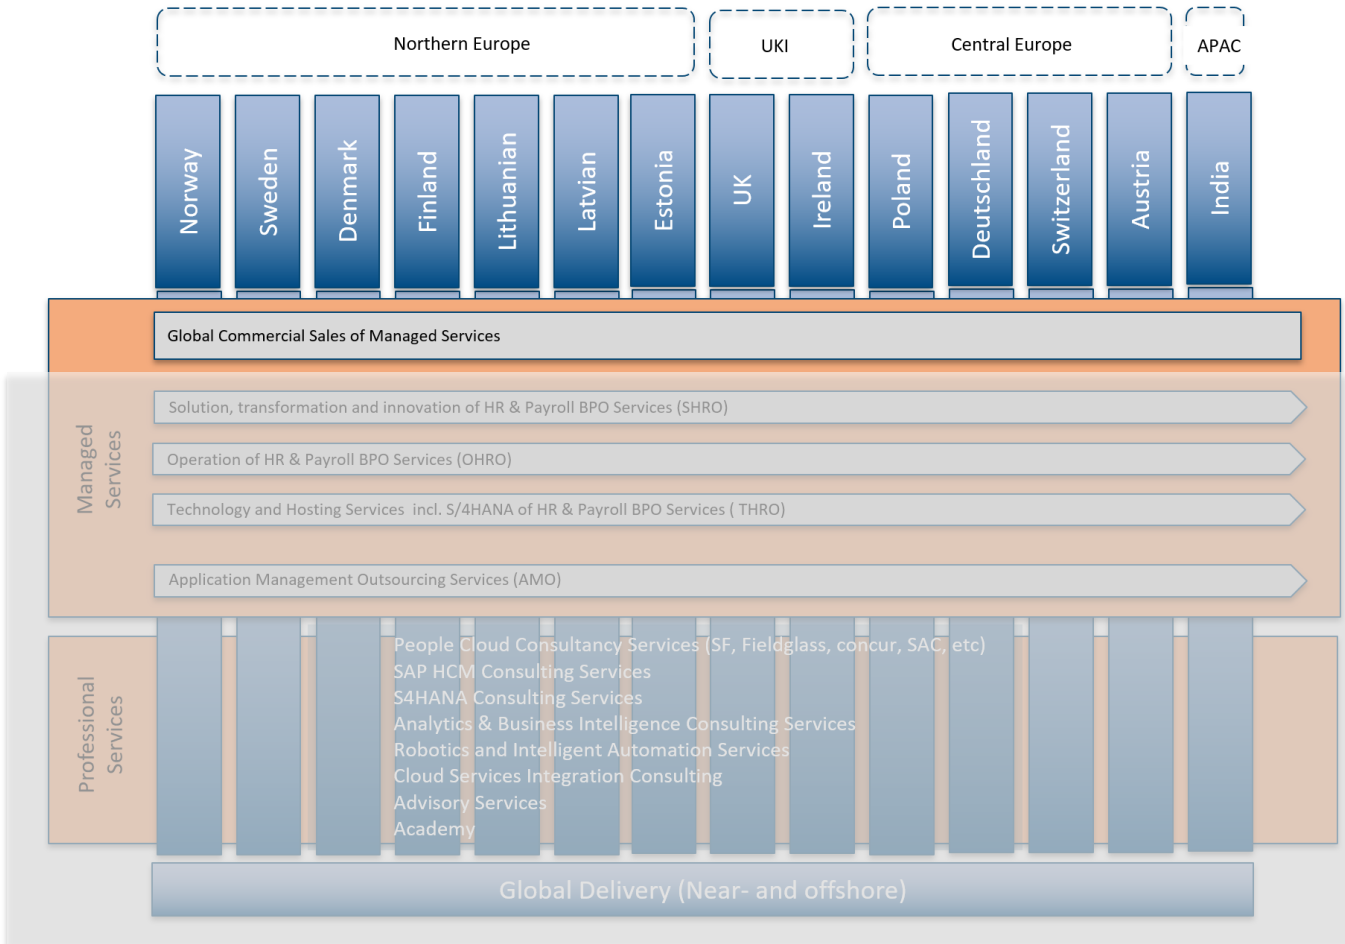 Northern Europe
UKI
Central Europe
APAC
Norway
Sweden
Denmark
Finland
Lithuanian
Latvian
Estonia
UK
Ireland
Poland
Deutschland
Switzerland
Austria
India
Global Commercial Sales of Managed Services
Managed
Services
Solution, transformation and innovation of HR & Payroll BPO Services (SHRO)
Operation of HR & Payroll BPO Services (OHRO)
Technology and Hosting Services incl. S/4HANA of HR & Payroll BPO Services ( THRO)
Application Management Outsourcing Services (AMO)
Professional
Services
People Cloud Consultancy Services (SF, Fieldglass, concur, SAC, etc)
SAP HCM Consulting Services
S4HANA Consulting Services
Analytics & Business Intelligence Consulting Services
Robotics and Intelligent Automation Services
Cloud Services Integration Consulting
Advisory Services
Academy
Global Delivery (Near- and offshore)